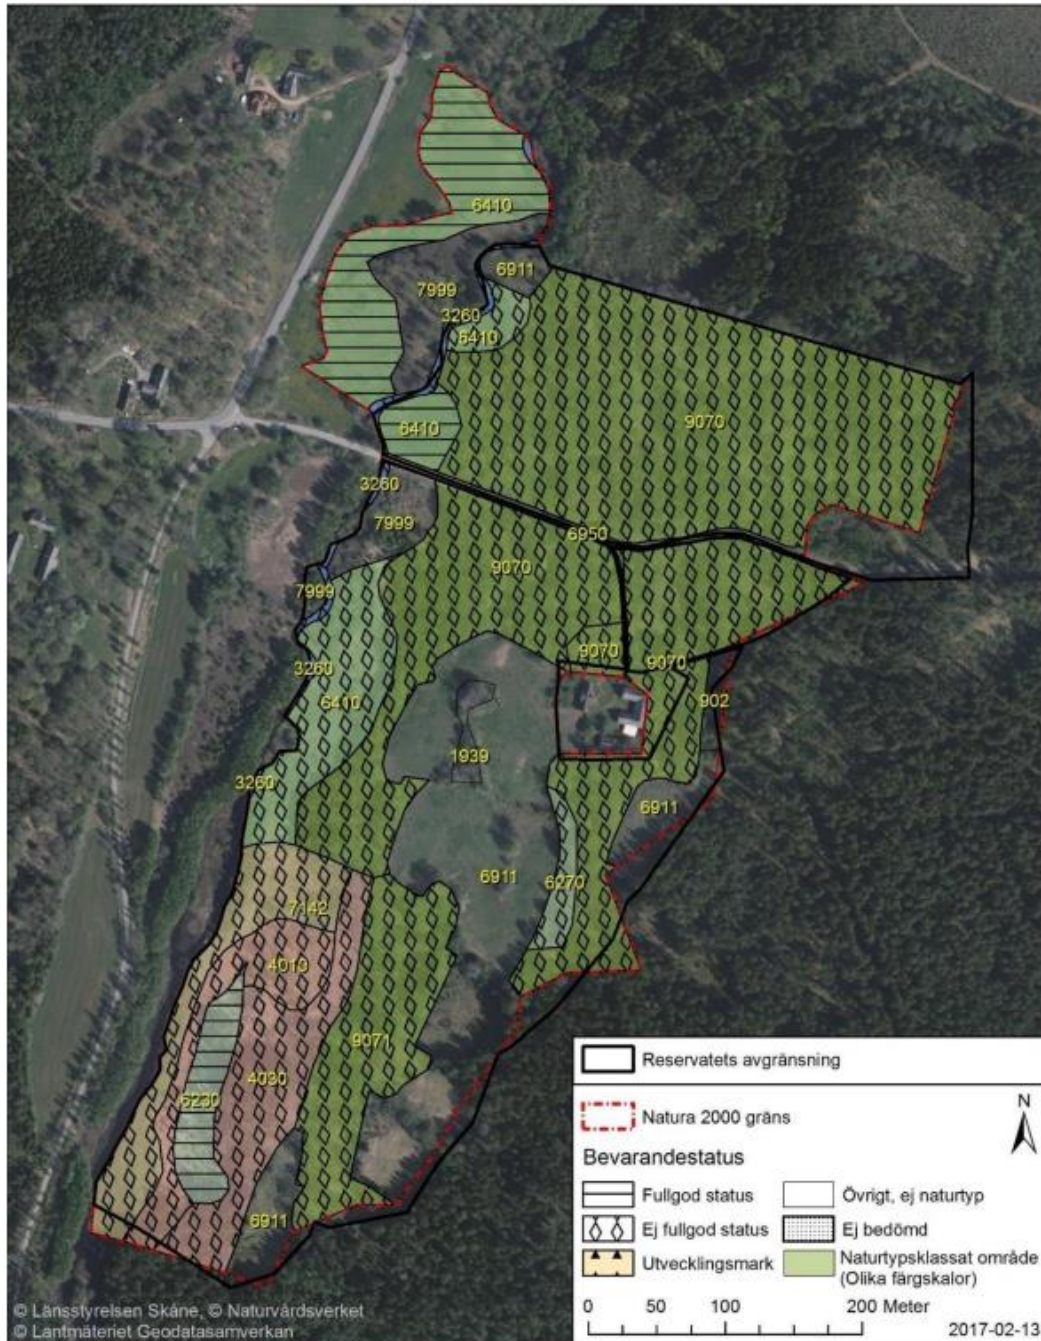 6410
6911
7999
3260
6410
9070
6410
3260
7999
6950
9070
7999
9070
9070
3260
6410
902
1939
3260
6911
6911
6270
7142
4010
9071
4030
6230
6911
Reservatets avgränsning
Natura 2000 gräns
N
Bevarandestatus
Fullgod status
Övrigt, ej naturtyp
Ej fullgod status
Ej bedömd
Utvecklingsmark
Naturtypsklassat område
(Olika färgskalor)
0 50 100 200 Meter
2017-02-13
© Länsstyrelsen Skåne, © Naturvårdsverket
© Lantmäteriet Geodatasamverkan